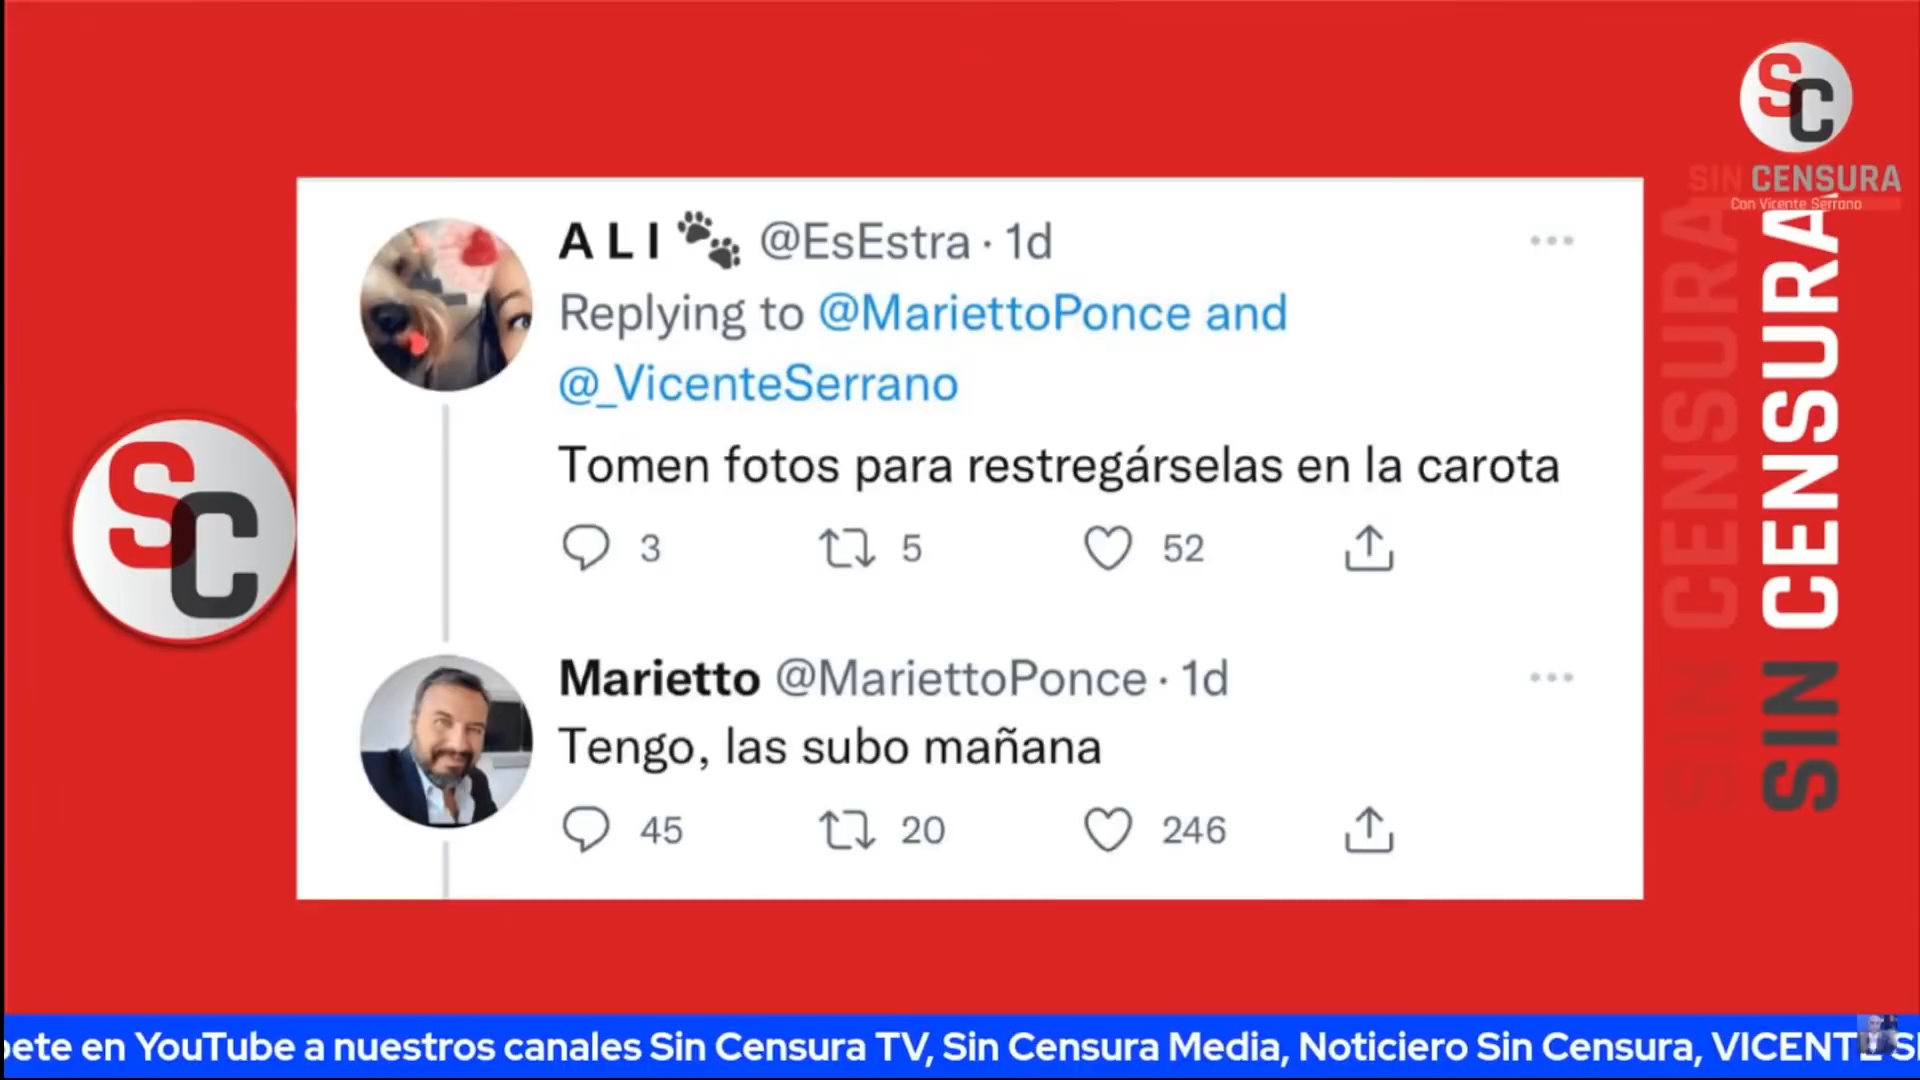 SC
SIN CENSURA
Con Vicente Serrano
A L I 🐾 @EsEstra · 1d
Replying to @MariettoPonce and
@_VicenteSerrano
Tomen fotos para restregárselas en la carota
3 5 52
Marietto @MariettoPonce · 1d
Tengo, las subo mañana
45 20 246
SC
SIN CENSURA
SIN CENSURA
en YouTube a nuestros canales Sin Censura TV, Sin Censura Media, Noticiero Sin Censura,